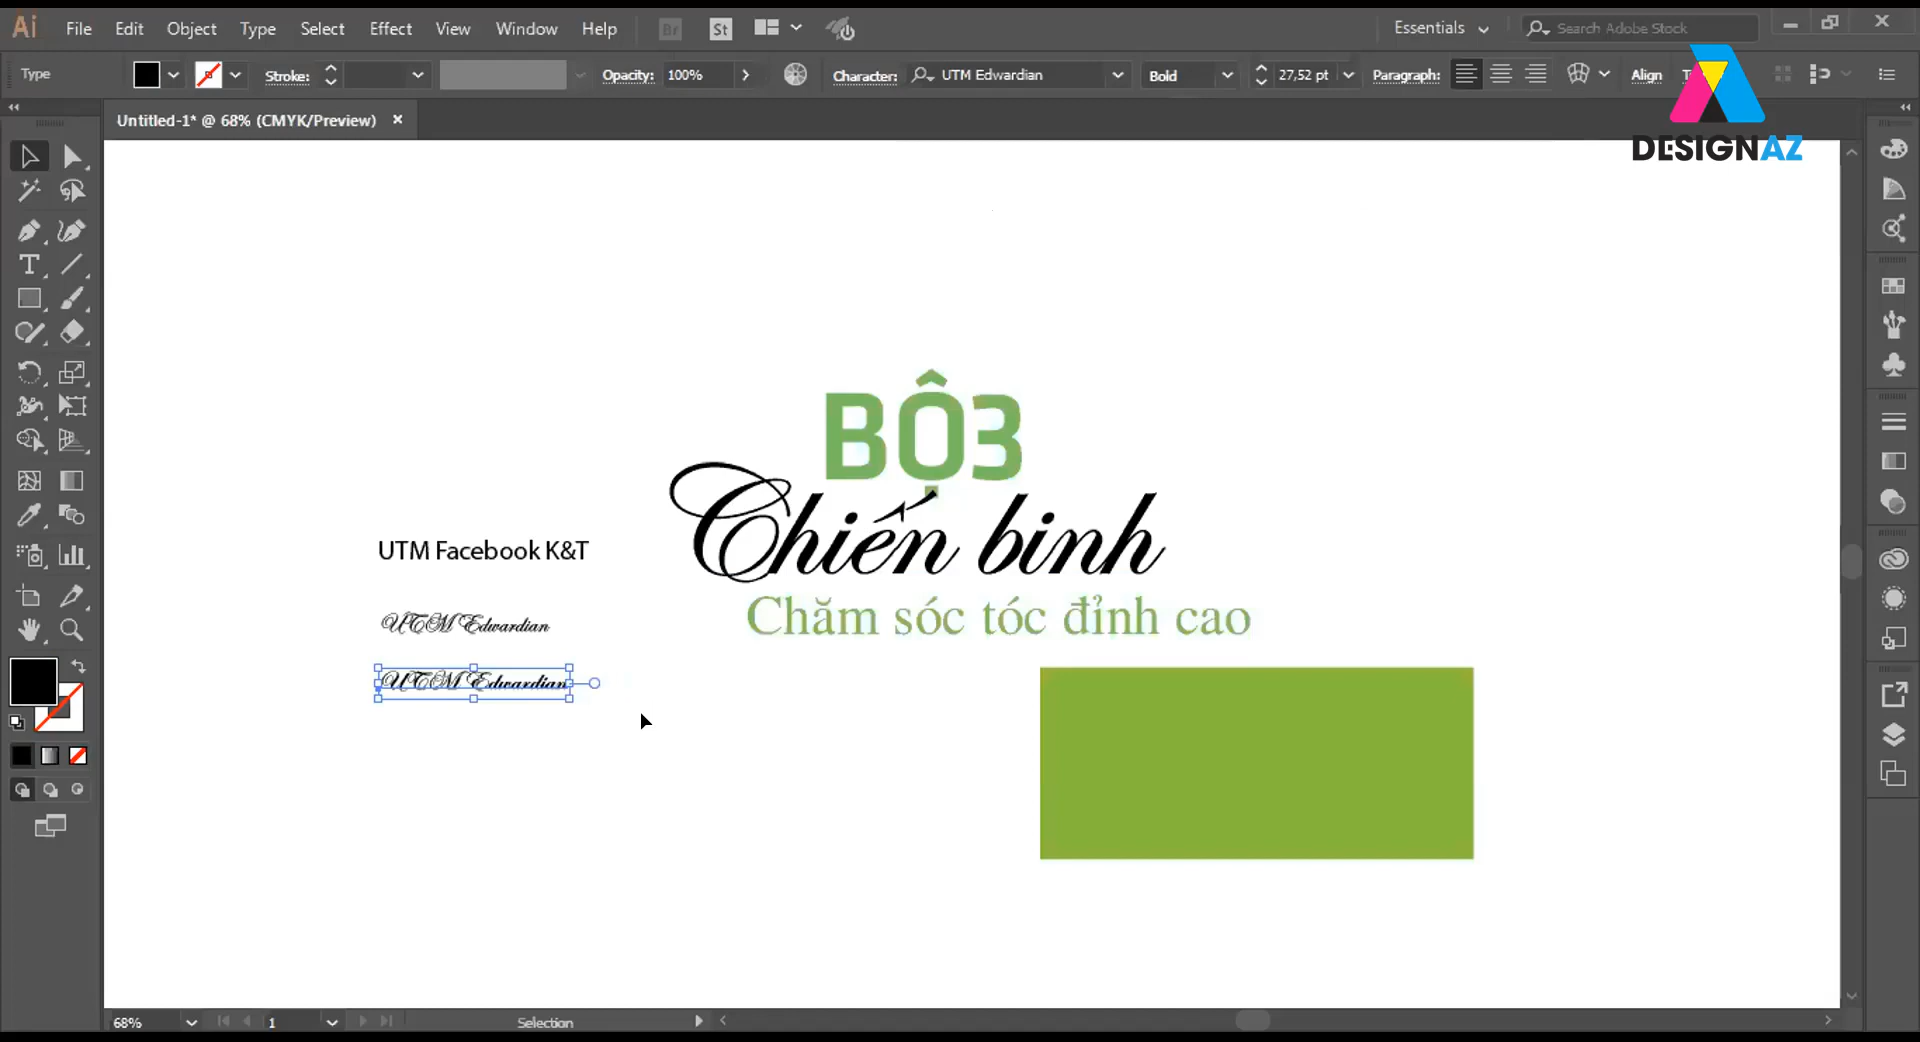 Ai File Edit Object Select Type Effect View Window Help Br St Essentials Search Adobe Stock
Type Stroke: Opacity: 100% Character: UTM Edwardian Bold 27,52 pt Paragraph: Align
DESIGNAZ
Untitled-1* @ 68% (CMYK/Preview)
BỘ3
Chiến binh
Chăm sóc tóc đỉnh cao
UTM Facebook K&T
UTM Edwardian
UTM Edwardian
68% 1 Selection